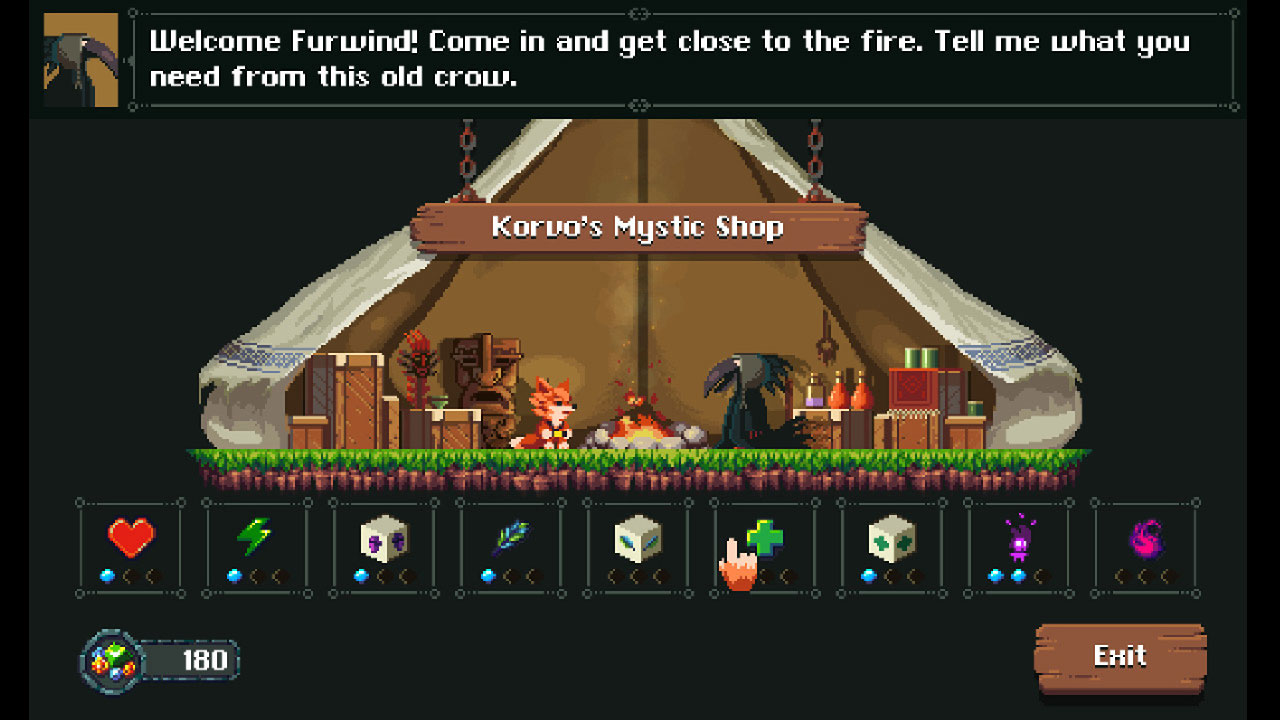 Welcome Furwind! Come in and get close to the fire. Tell me what you
need from this old crow.
Korvo's Mystic Shop
180
Exit